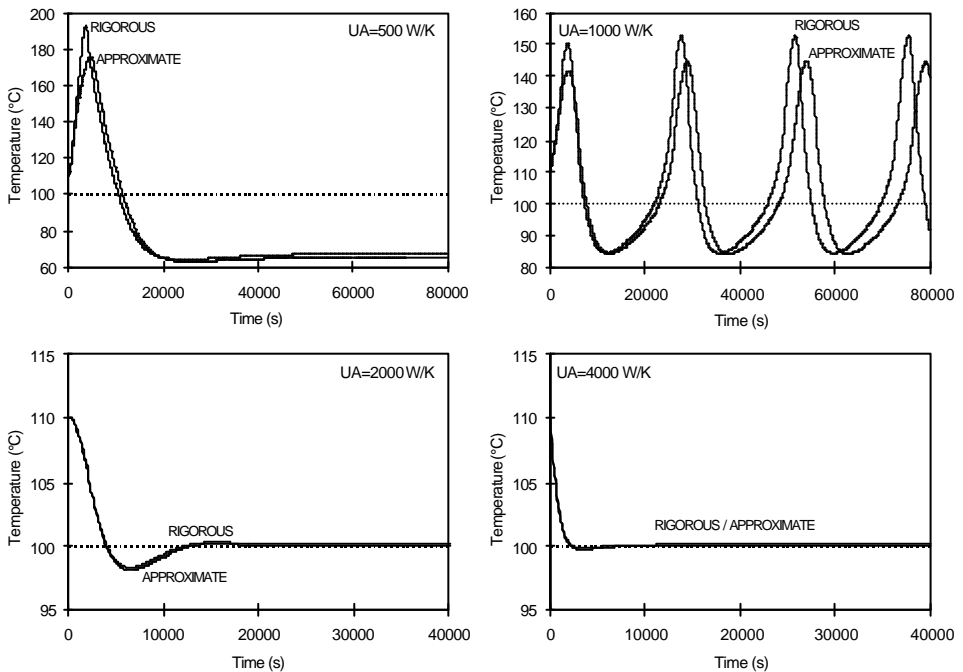 200
180
160
140
120
100
80
60
Temperature (°C)
UA=500 W/K
RIGOROUS
APPROXIMATE
0
20000
40000
60000
80000
Time (s)
160
150
140
130
120
110
100
90
80
Temperature (°C)
UA=1000 W/K
RIGOROUS
APPROXIMATE
0
20000
40000
60000
80000
Time (s)
115
110
105
100
95
Temperature (°C)
UA=2000 W/K
RIGOROUS
APPROXIMATE
0
10000
20000
30000
40000
Time (s)
115
110
105
100
95
Temperature (°C)
UA=4000 W/K
RIGOROUS / APPROXIMATE
0
10000
20000
30000
40000
Time (s)